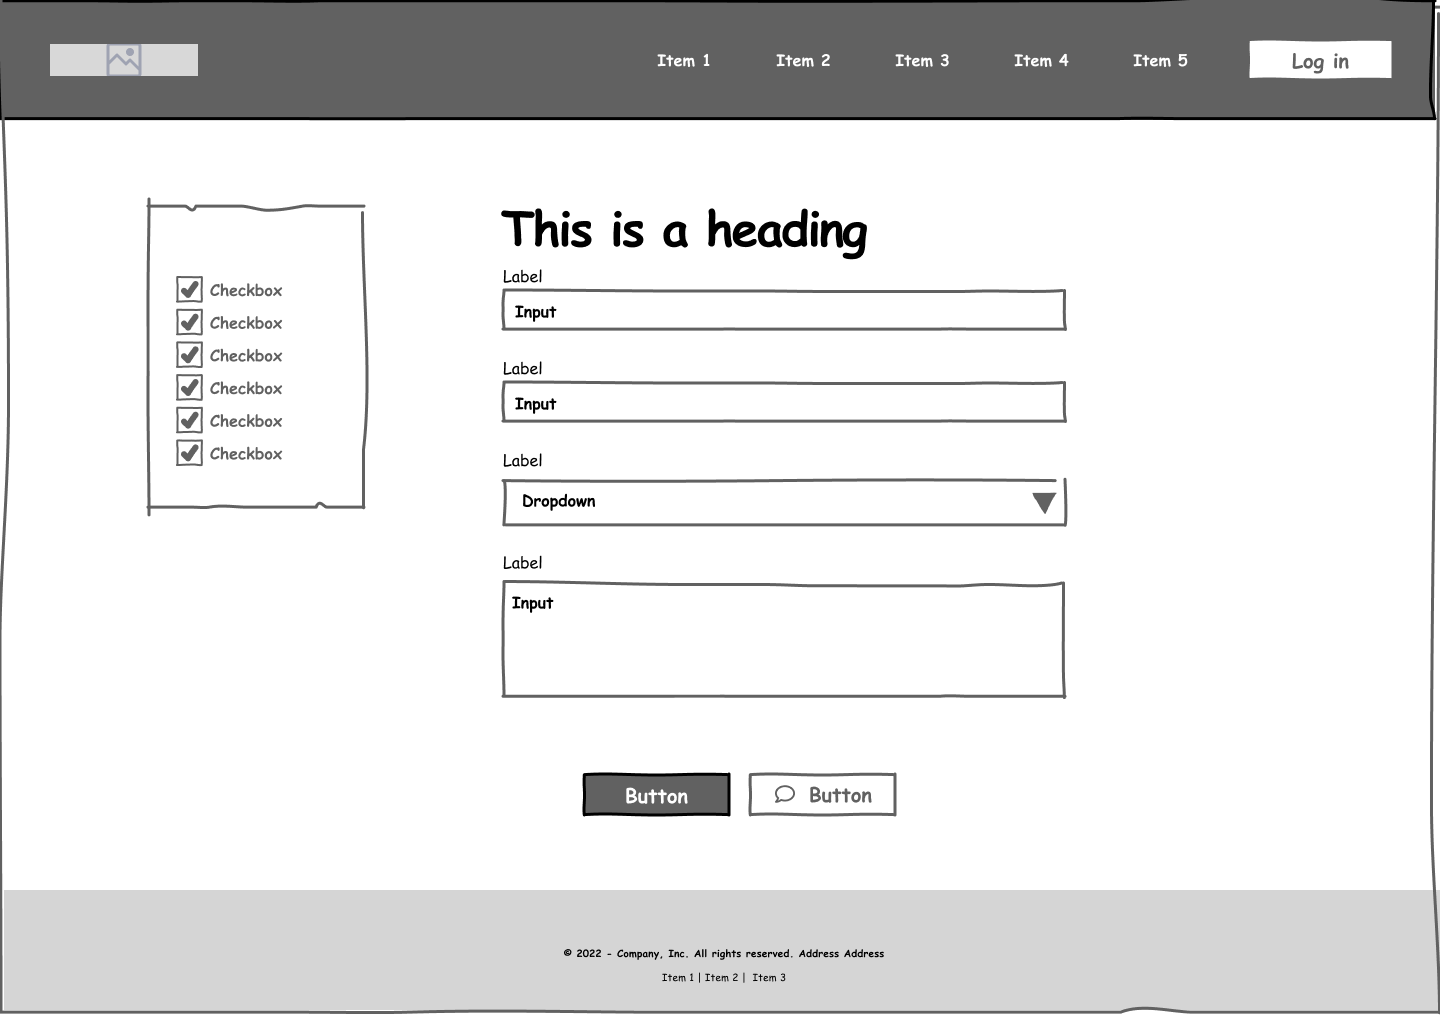 Item 1 Item 2 Item 3 Item 4 Item 5 Log in
Checkbox
Checkbox
Checkbox
Checkbox
Checkbox
Checkbox
This is a heading
Label
Input
Label
Input
Label
Dropdown
Label
Input
Button Button
© 2022 - Company, Inc. All rights reserved. Address Address
Item 1 | Item 2 | Item 3